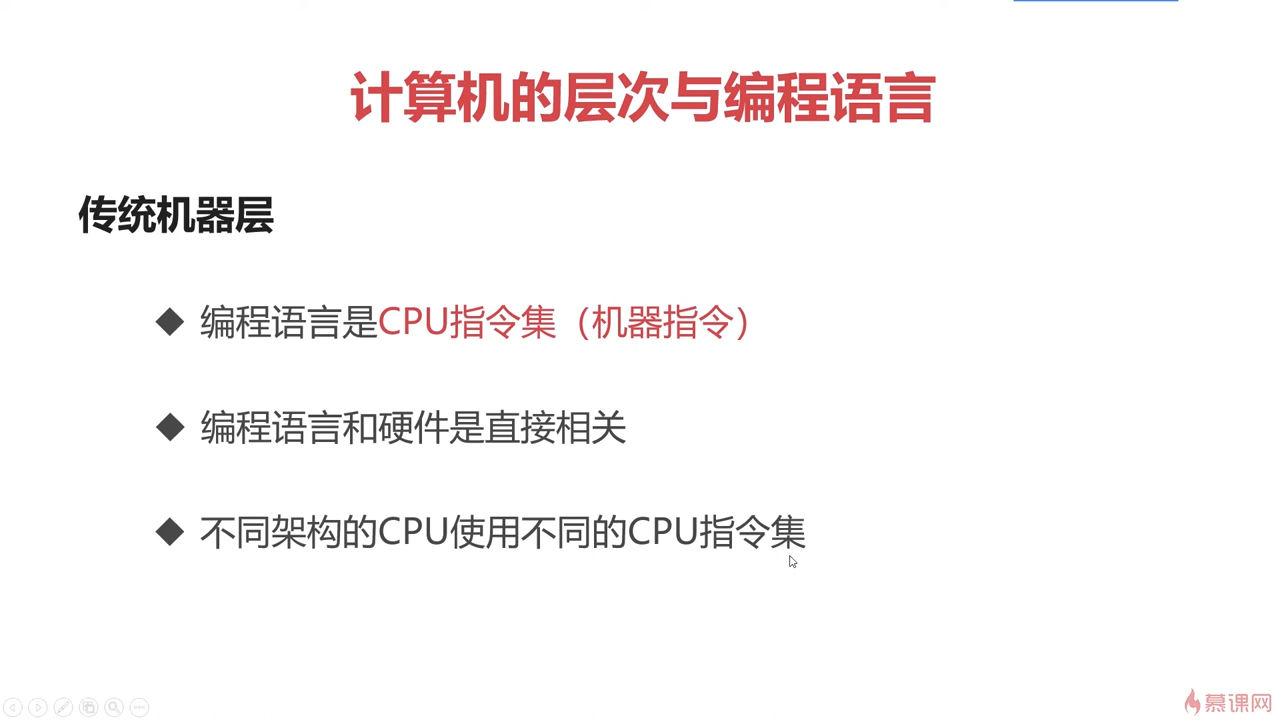 计算机的层次与编程语言
传统机器层
◆ 编程语言是CPU指令集（机器指令）
◆ 编程语言和硬件是直接相关
◆ 不同架构的CPU使用不同的CPU指令集
慕课网